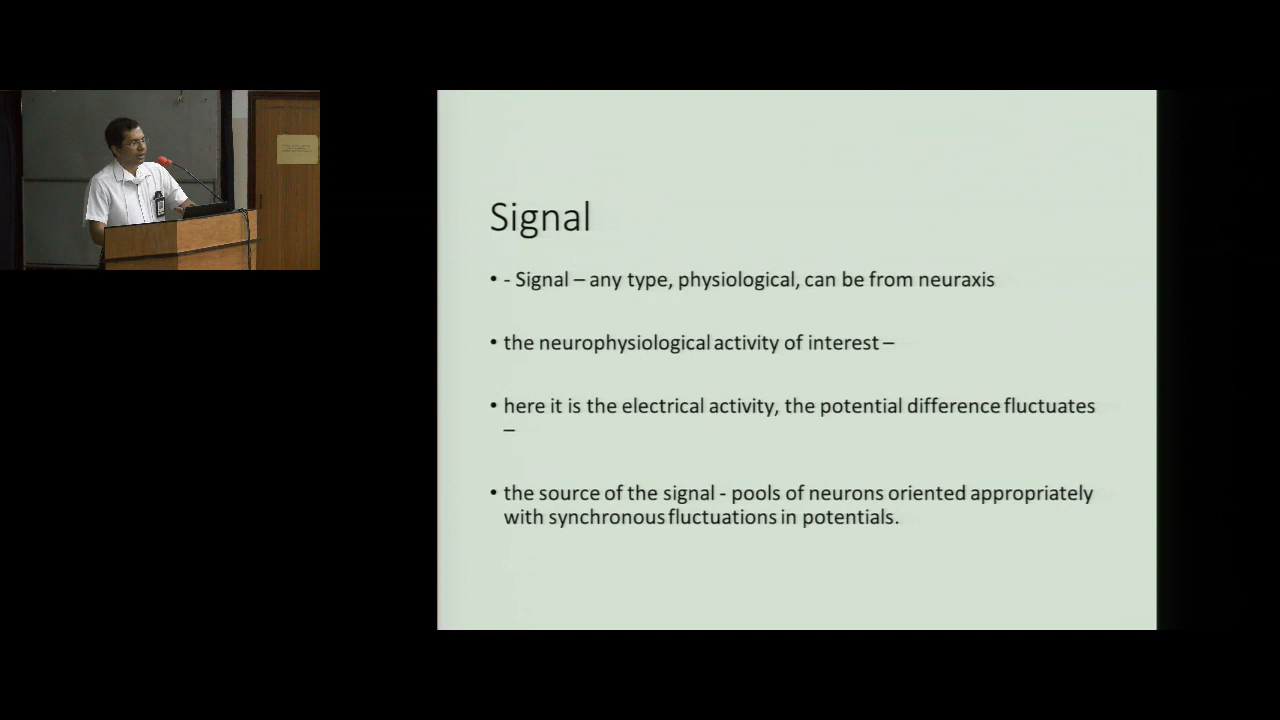 Signal
• - Signal – any type, physiological, can be from neuraxis
• the neurophysiological activity of interest –
• here it is the electrical activity, the potential difference fluctuates
–
• the source of the signal - pools of neurons oriented appropriately
with synchronous fluctuations in potentials.